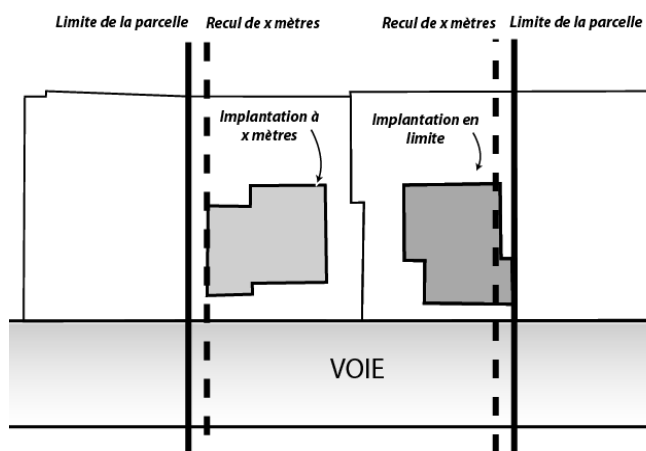 Limite de la parcelle
Recul de x mètres
Recul de x mètres
Limite de la parcelle
Implantation à
x mètres
Implantation en
limite
VOIE